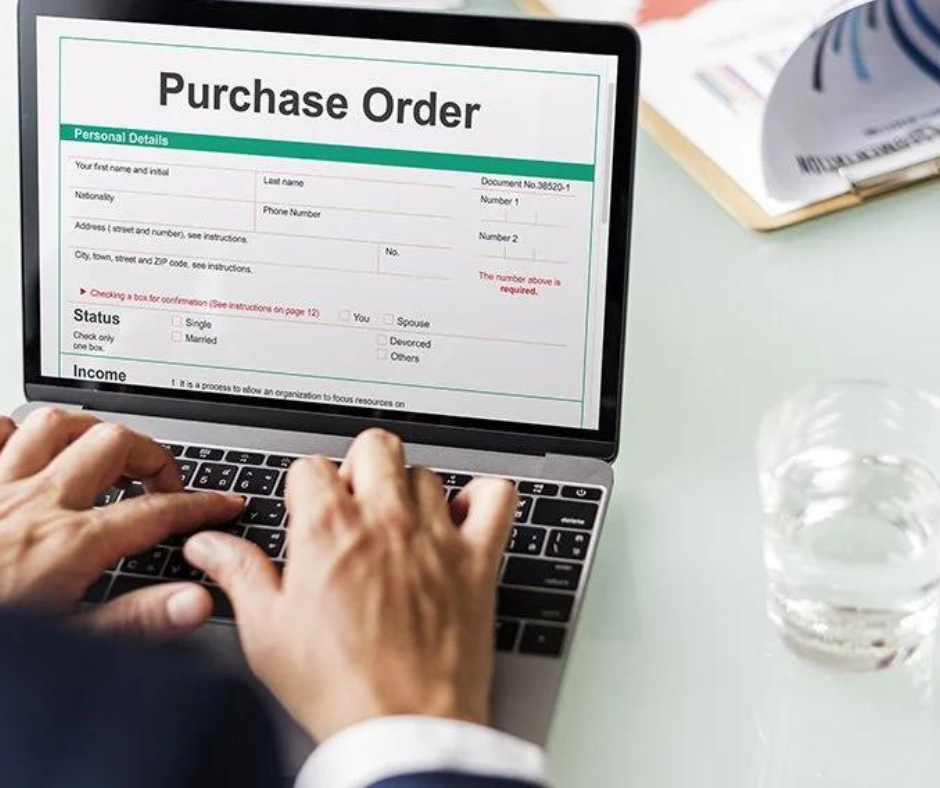 Purchase Order
Personal Details
Your first name and initial
Last name
Document No.38520-1
Number 1
Nationality
Phone Number
Number 2
Address ( street and number), see instructions.
No.
City, town, street and ZIP code, see instructions.
The number above is
required.
Checking a box for confirmation (See instructions on page 12)
You
Spouse
Status
Single
Married
Devorced
Others
Check only
one box.
Income
1 It is a process to allow an organization to focus resources on
delete